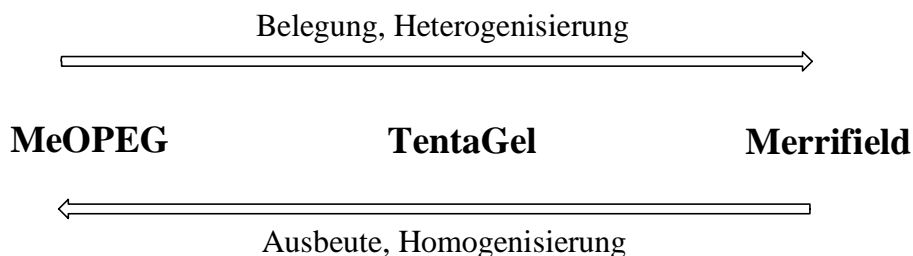 Belegung, Heterogenisierung
MeOPEG TentaGel Merrifield
Ausbeute, Homogenisierung